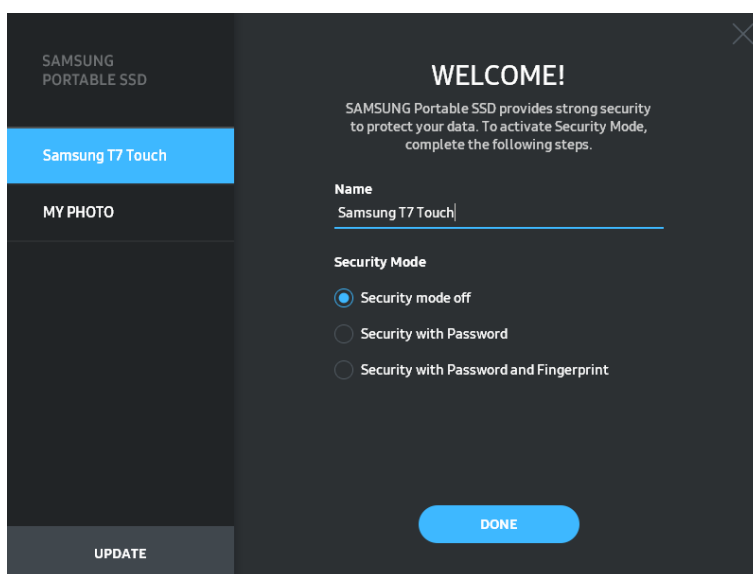 SAMSUNG
PORTABLE SSD
Samsung T7 Touch
MY PHOTO
UPDATE
WELCOME!
SAMSUNG Portable SSD provides strong security
to protect your data. To activate Security Mode,
complete the following steps.
Name
Samsung T7 Touch
Security Mode
Security mode off
Security with Password
Security with Password and Fingerprint
DONE